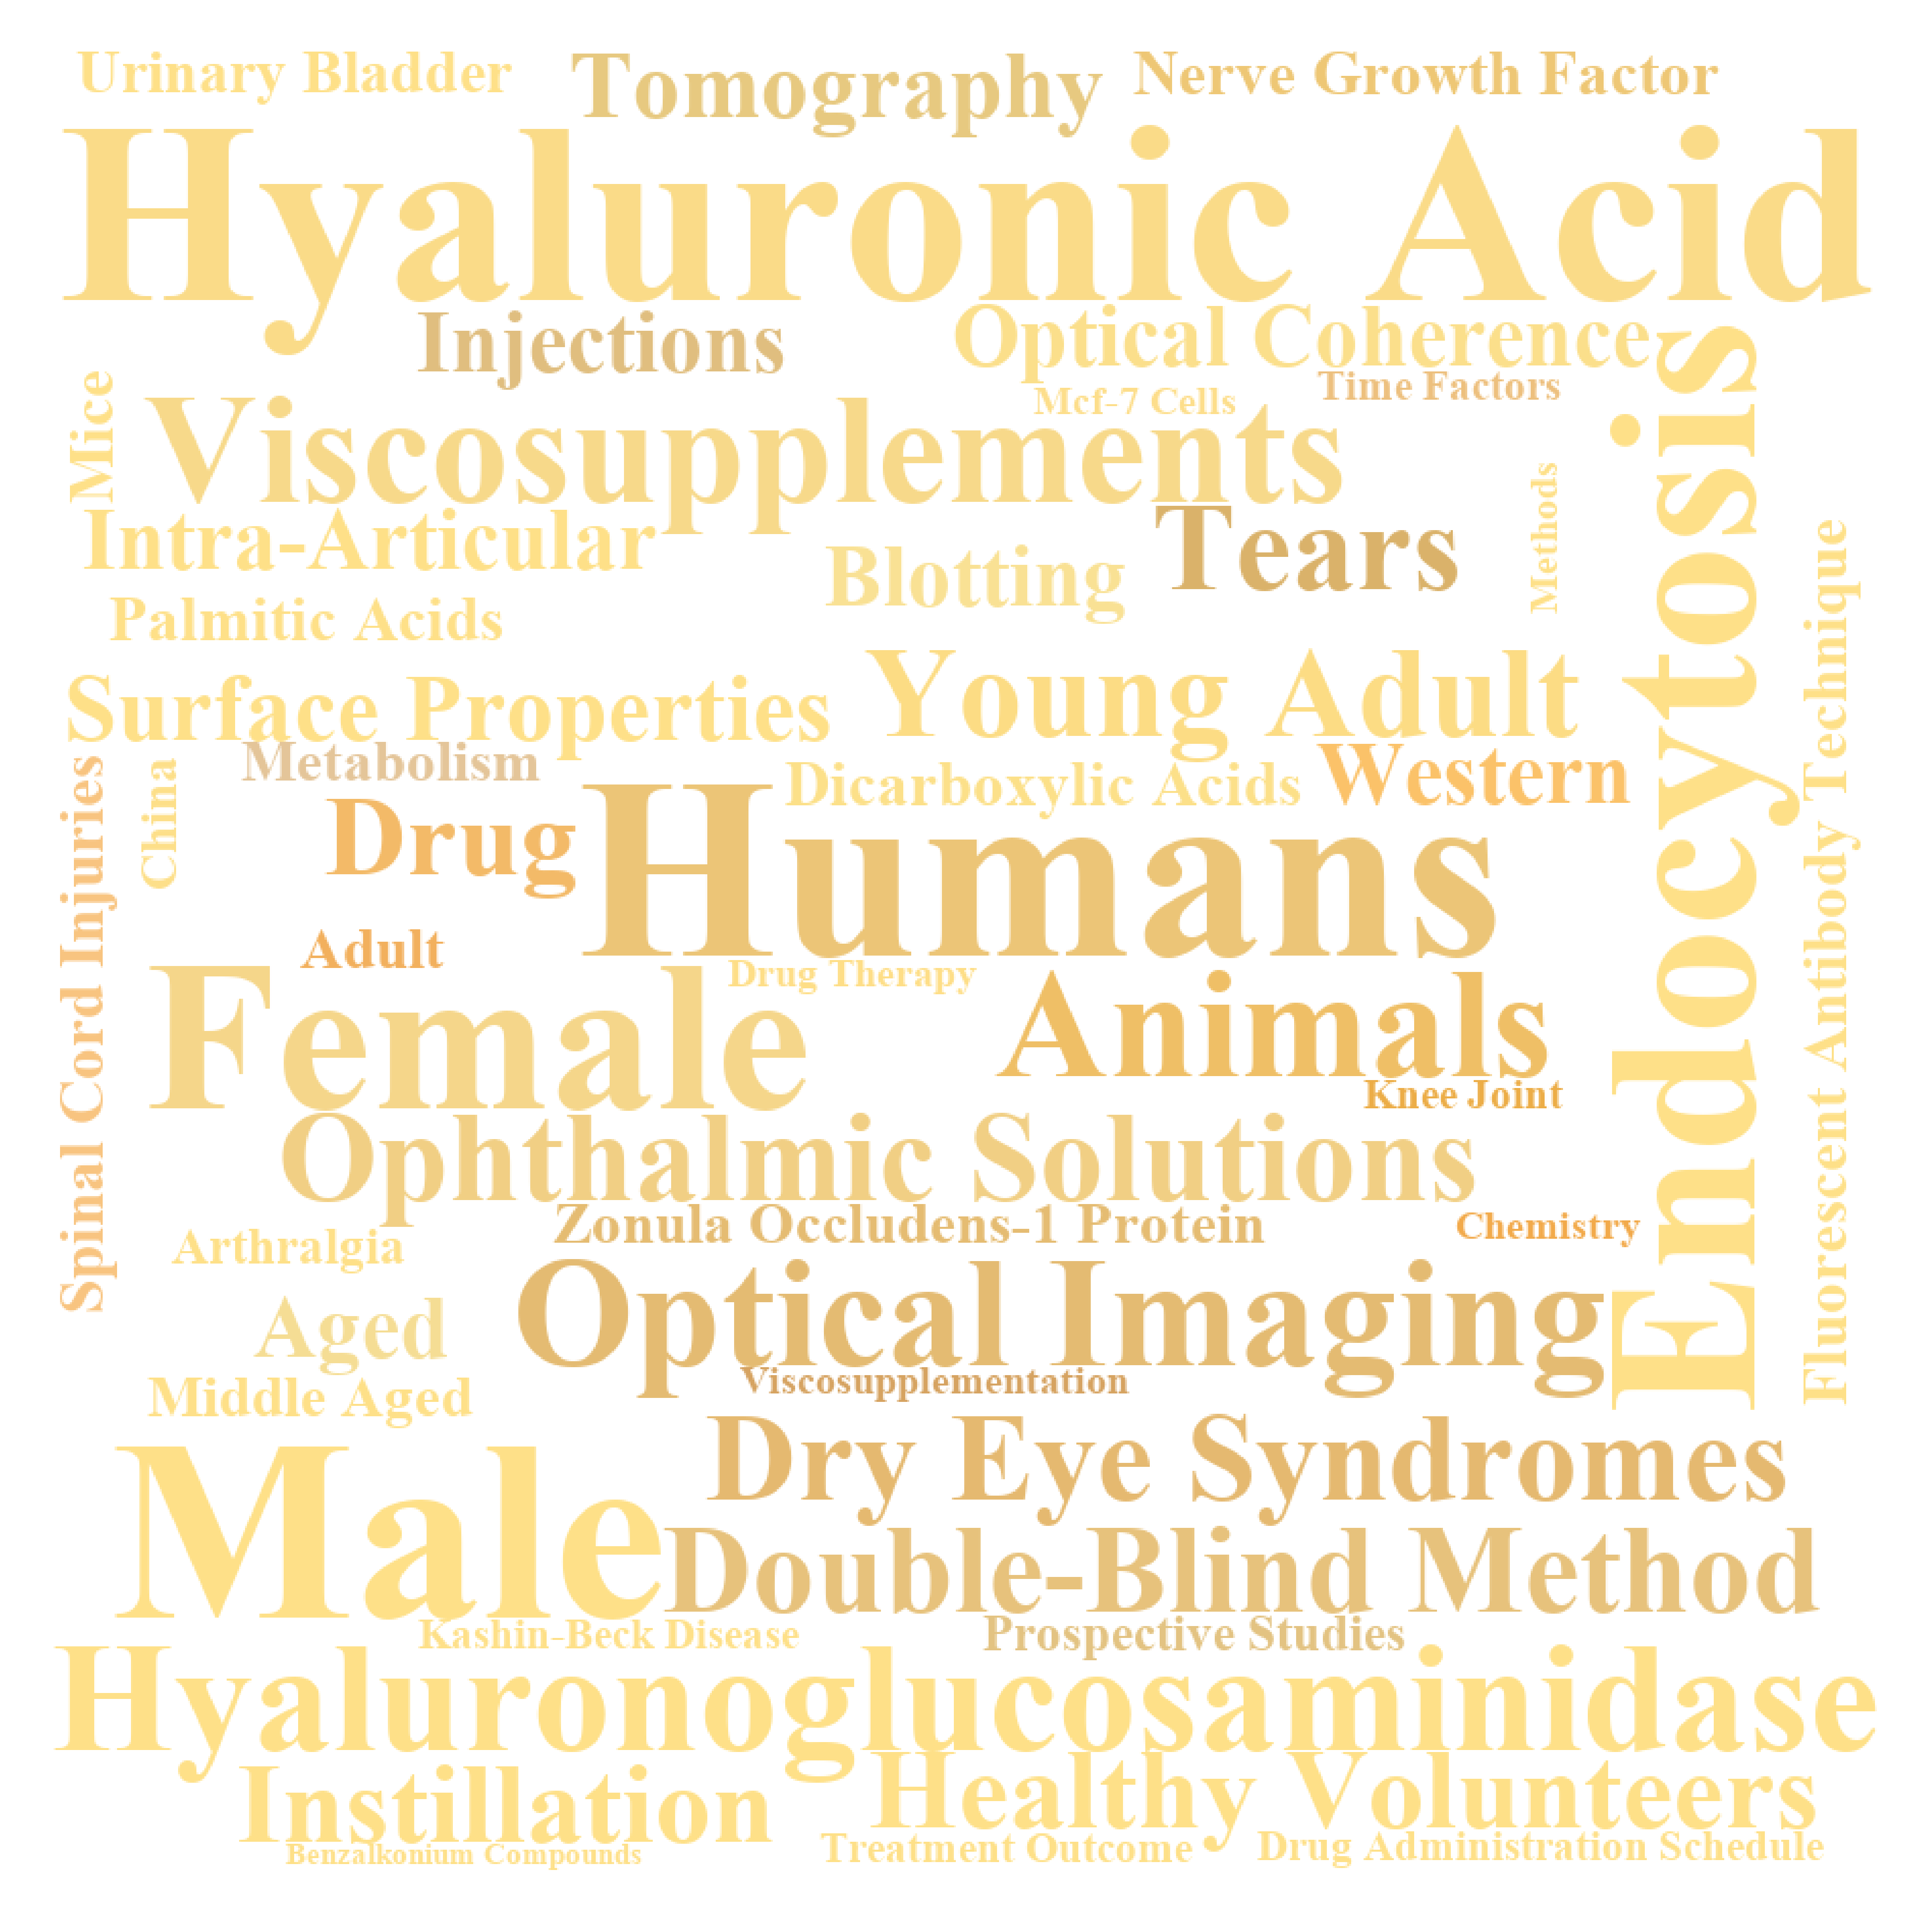 Urinary Bladder
Tomography
Nerve Growth Factor
Hyaluronic Acid
Injections
Optical Coherence
Mice
Mcf-7 Cells
Time Factors
Viscosupplements
Endocytosis
Intra-Articular
Blotting
Tears
Methods
Palmitic Acids
Fluorescent Antibody Technique
Surface Properties
Young Adult
Metabolism
Dicarboxylic Acids
Western
Spinal Cord Injuries
China
Drug
Humans
Adult
Drug Therapy
Female
Animals
Knee Joint
Ophthalmic Solutions
Zonula Occludens-1 Protein
Chemistry
Arthralgia
Optical Imaging
Aged
Viscosupplementation
Middle Aged
Dry Eye Syndromes
Male
Double-Blind Method
Kashin-Beck Disease
Prospective Studies
Hyaluronoglucosaminidase
Instillation
Healthy Volunteers
Benzalkonium Compounds
Treatment Outcome
Drug Administration Schedule